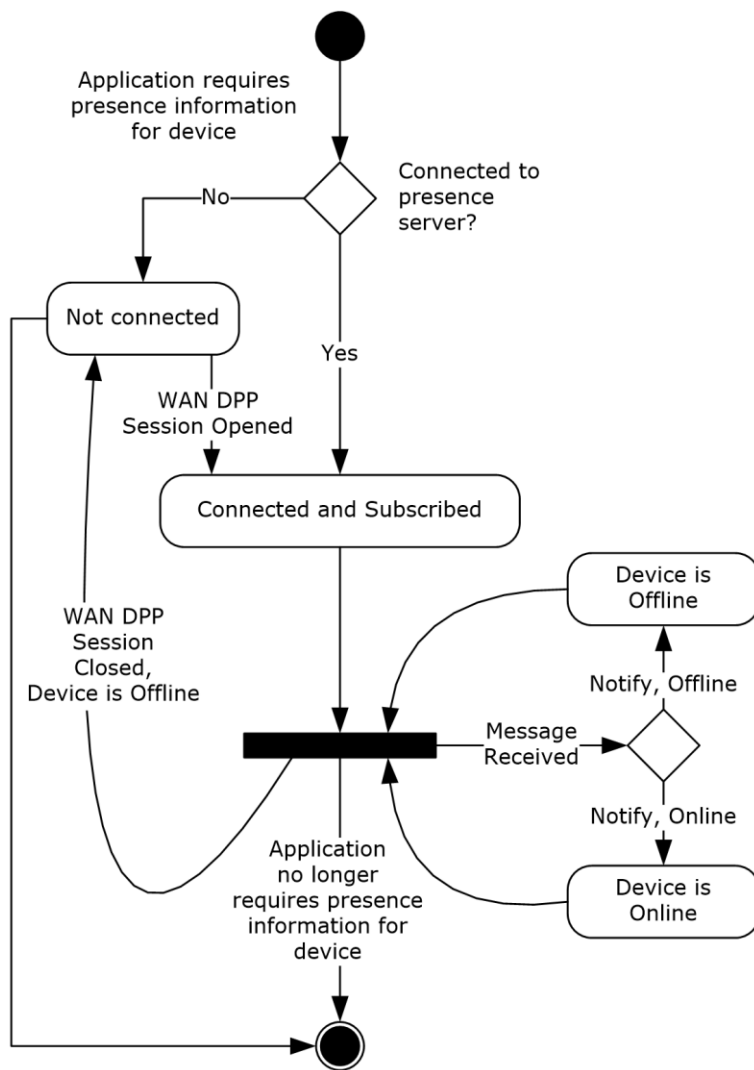 Application requires
presence information
for device
Connected to
presence
server?
No
Not connected
Yes
WAN DPP
Session Opened
Connected and Subscribed
Device is
Offline
WAN DPP
Session
Closed,
Device is Offline
Notify, Offline
Message
Received
Notify, Online
Application
no longer
requires presence
information for
device
Device is
Online